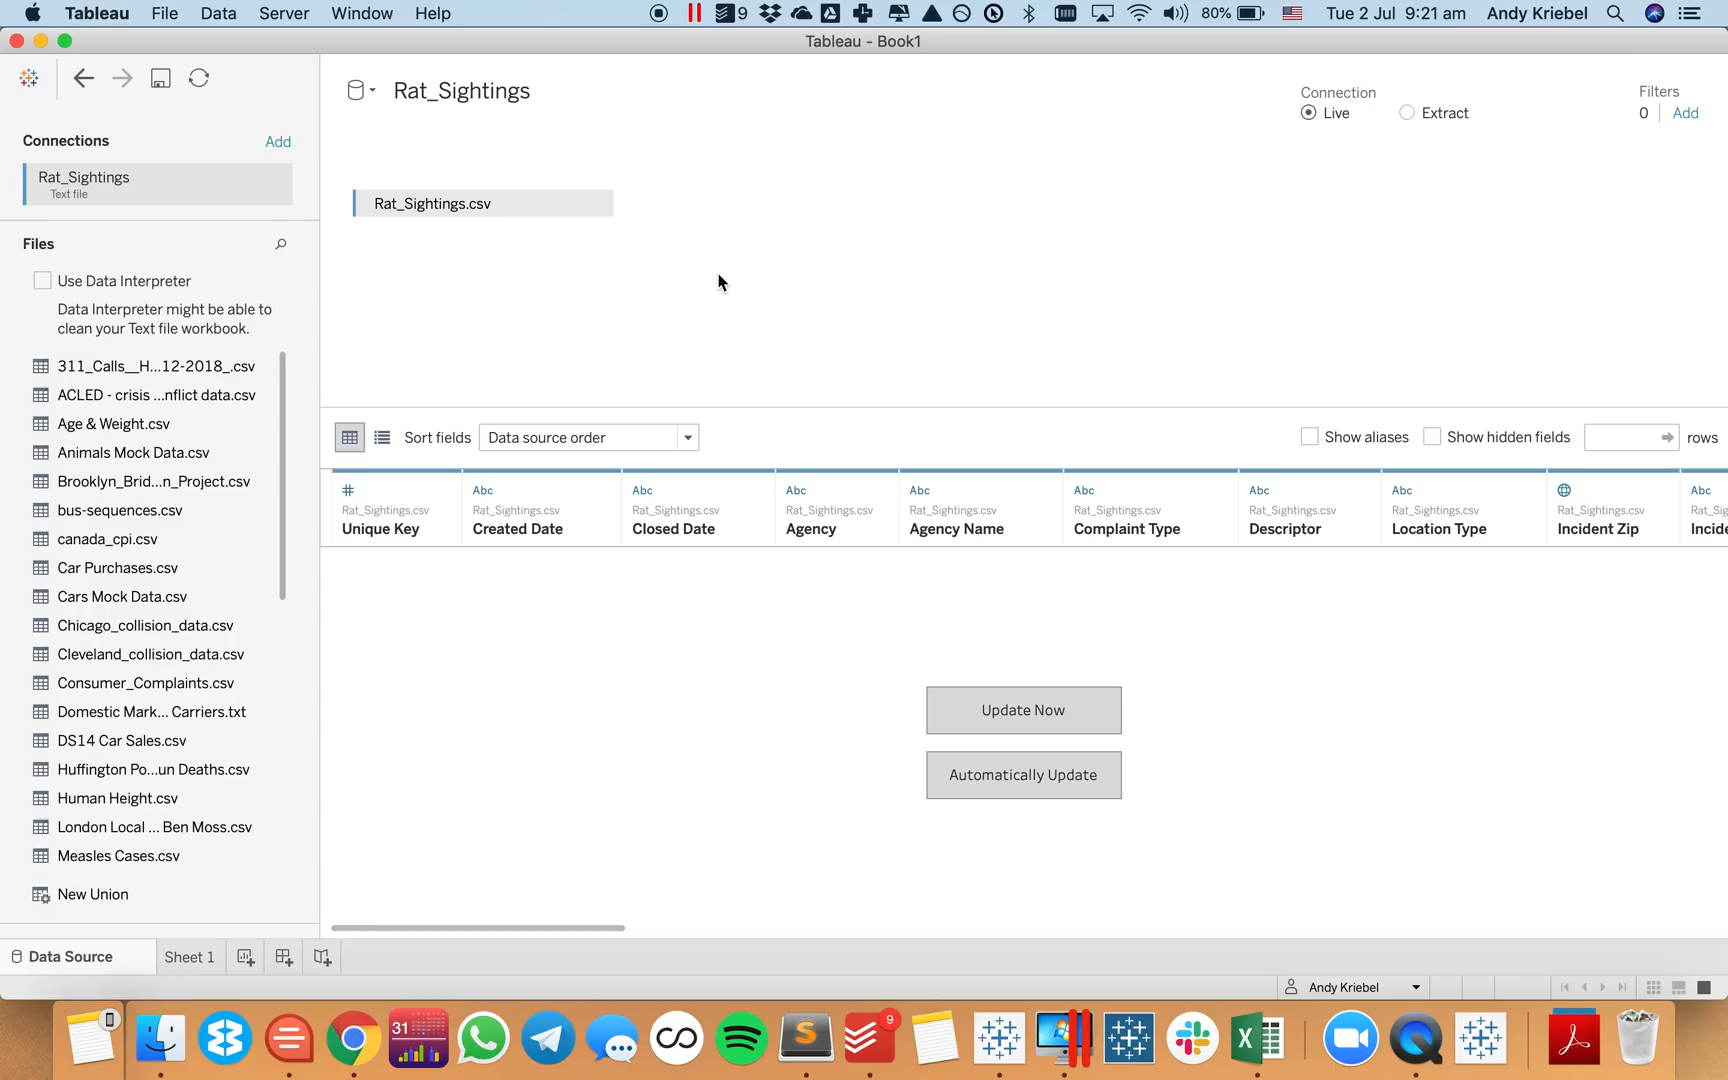 Tableau File Data Server Window Help 9 80% Tue 2 Jul 9:21 am Andy Kriebel
Tableau - Book1
Rat_Sightings
Connection
Live Extract
Filters
0 Add
Connections Add
Rat_Sightings
Text file
Rat_Sightings.csv
Files
Use Data Interpreter
Data Interpreter might be able to
clean your Text file workbook.
311_Calls__H...12-2018_.csv
ACLED - crisis ...nflict data.csv
Age & Weight.csv
Animals Mock Data.csv
Brooklyn_Brid...n_Project.csv
bus-sequences.csv
canada_cpi.csv
Car Purchases.csv
Cars Mock Data.csv
Chicago_collision_data.csv
Cleveland_collision_data.csv
Consumer_Complaints.csv
Domestic Mark... Carriers.txt
DS14 Car Sales.csv
Huffington Po...un Deaths.csv
Human Height.csv
London Local ... Ben Moss.csv
Measles Cases.csv
New Union
Sort fields Data source order Show aliases Show hidden fields rows
# Abc Abc Abc Abc Abc Abc Abc Abc
Rat_Sightings.csv Rat_Sightings.csv Rat_Sightings.csv Rat_Sightings.csv Rat_Sightings.csv Rat_Sightings.csv Rat_Sightings.csv Rat_Sightings.csv Rat_Sightings.csv Rat_Sig
Unique Key Created Date Closed Date Agency Agency Name Complaint Type Descriptor Location Type Incident Zip Incide
Update Now
Automatically Update
Data Source Sheet 1
Andy Kriebel
31 9